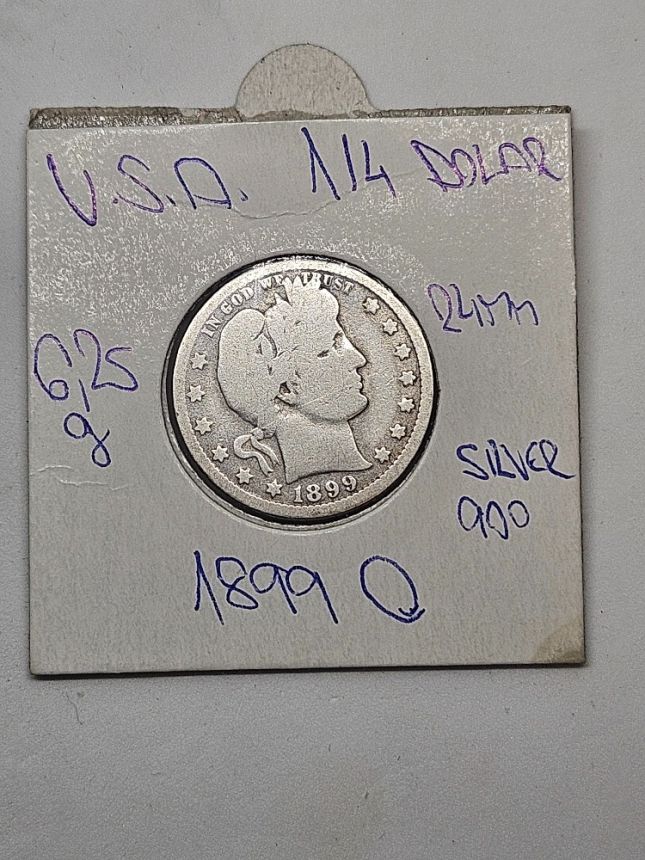 U.S.A. 1/4 DOLAR
IN GOD WE TRUST
24mm
6,25
g
SILVER
900
1899
1899 Q